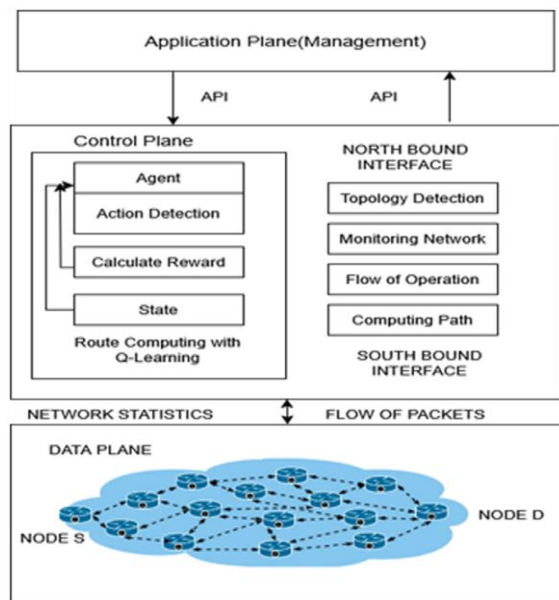 Application Plane(Management)
API
API
Control Plane
Agent
Action Detection
Calculate Reward
State
Route Computing with
Q-Learning
NORTH BOUND
INTERFACE
Topology Detection
Monitoring Network
Flow of Operation
Computing Path
SOUTH BOUND
INTERFACE
NETWORK STATISTICS
FLOW OF PACKETS
DATA PLANE
NODE S
NODE D